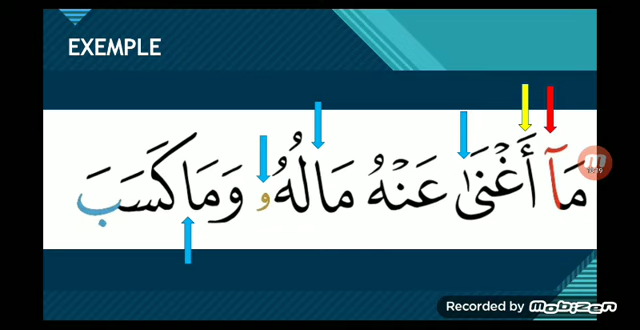 EXEMPLE
مَآ أَغْنَىٰ عَنْهُ مَالُهُۥ وَمَا كَسَبَ
Recorded by Mobizen